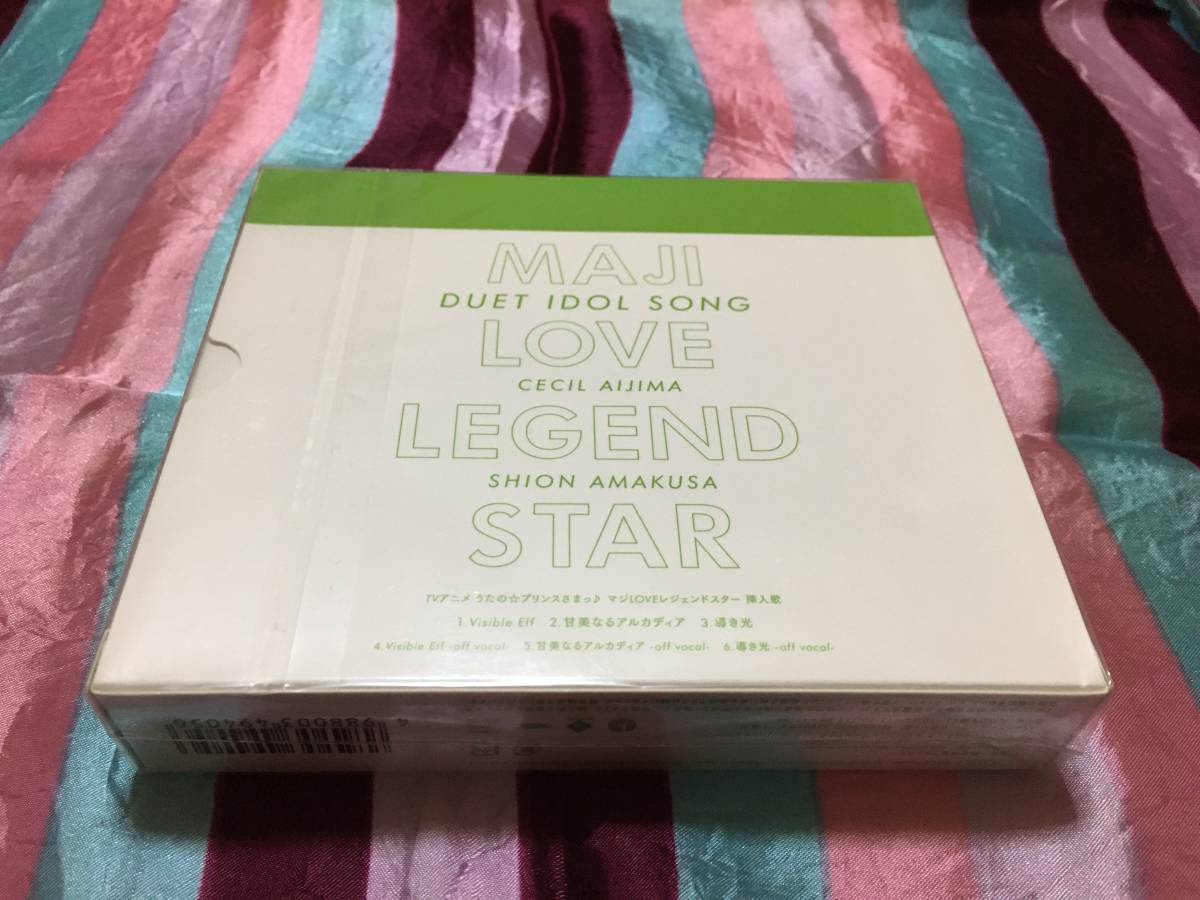 MAJI
DUET IDOL SONG
LOVE
CECIL AIJIMA
LEGEND
SHION AMAKUSA
STAR
TVアニメ うたの☆プリンスさまっ♪ マジLOVEレジェンドスター 挿入歌
1.Visible Elf 2.甘美なるアルカディア 3.導き光
4.Visible Elf -off vocal- 5.甘美なるアルカディア -off vocal- 6.導き光 -off vocal-
4988003494056